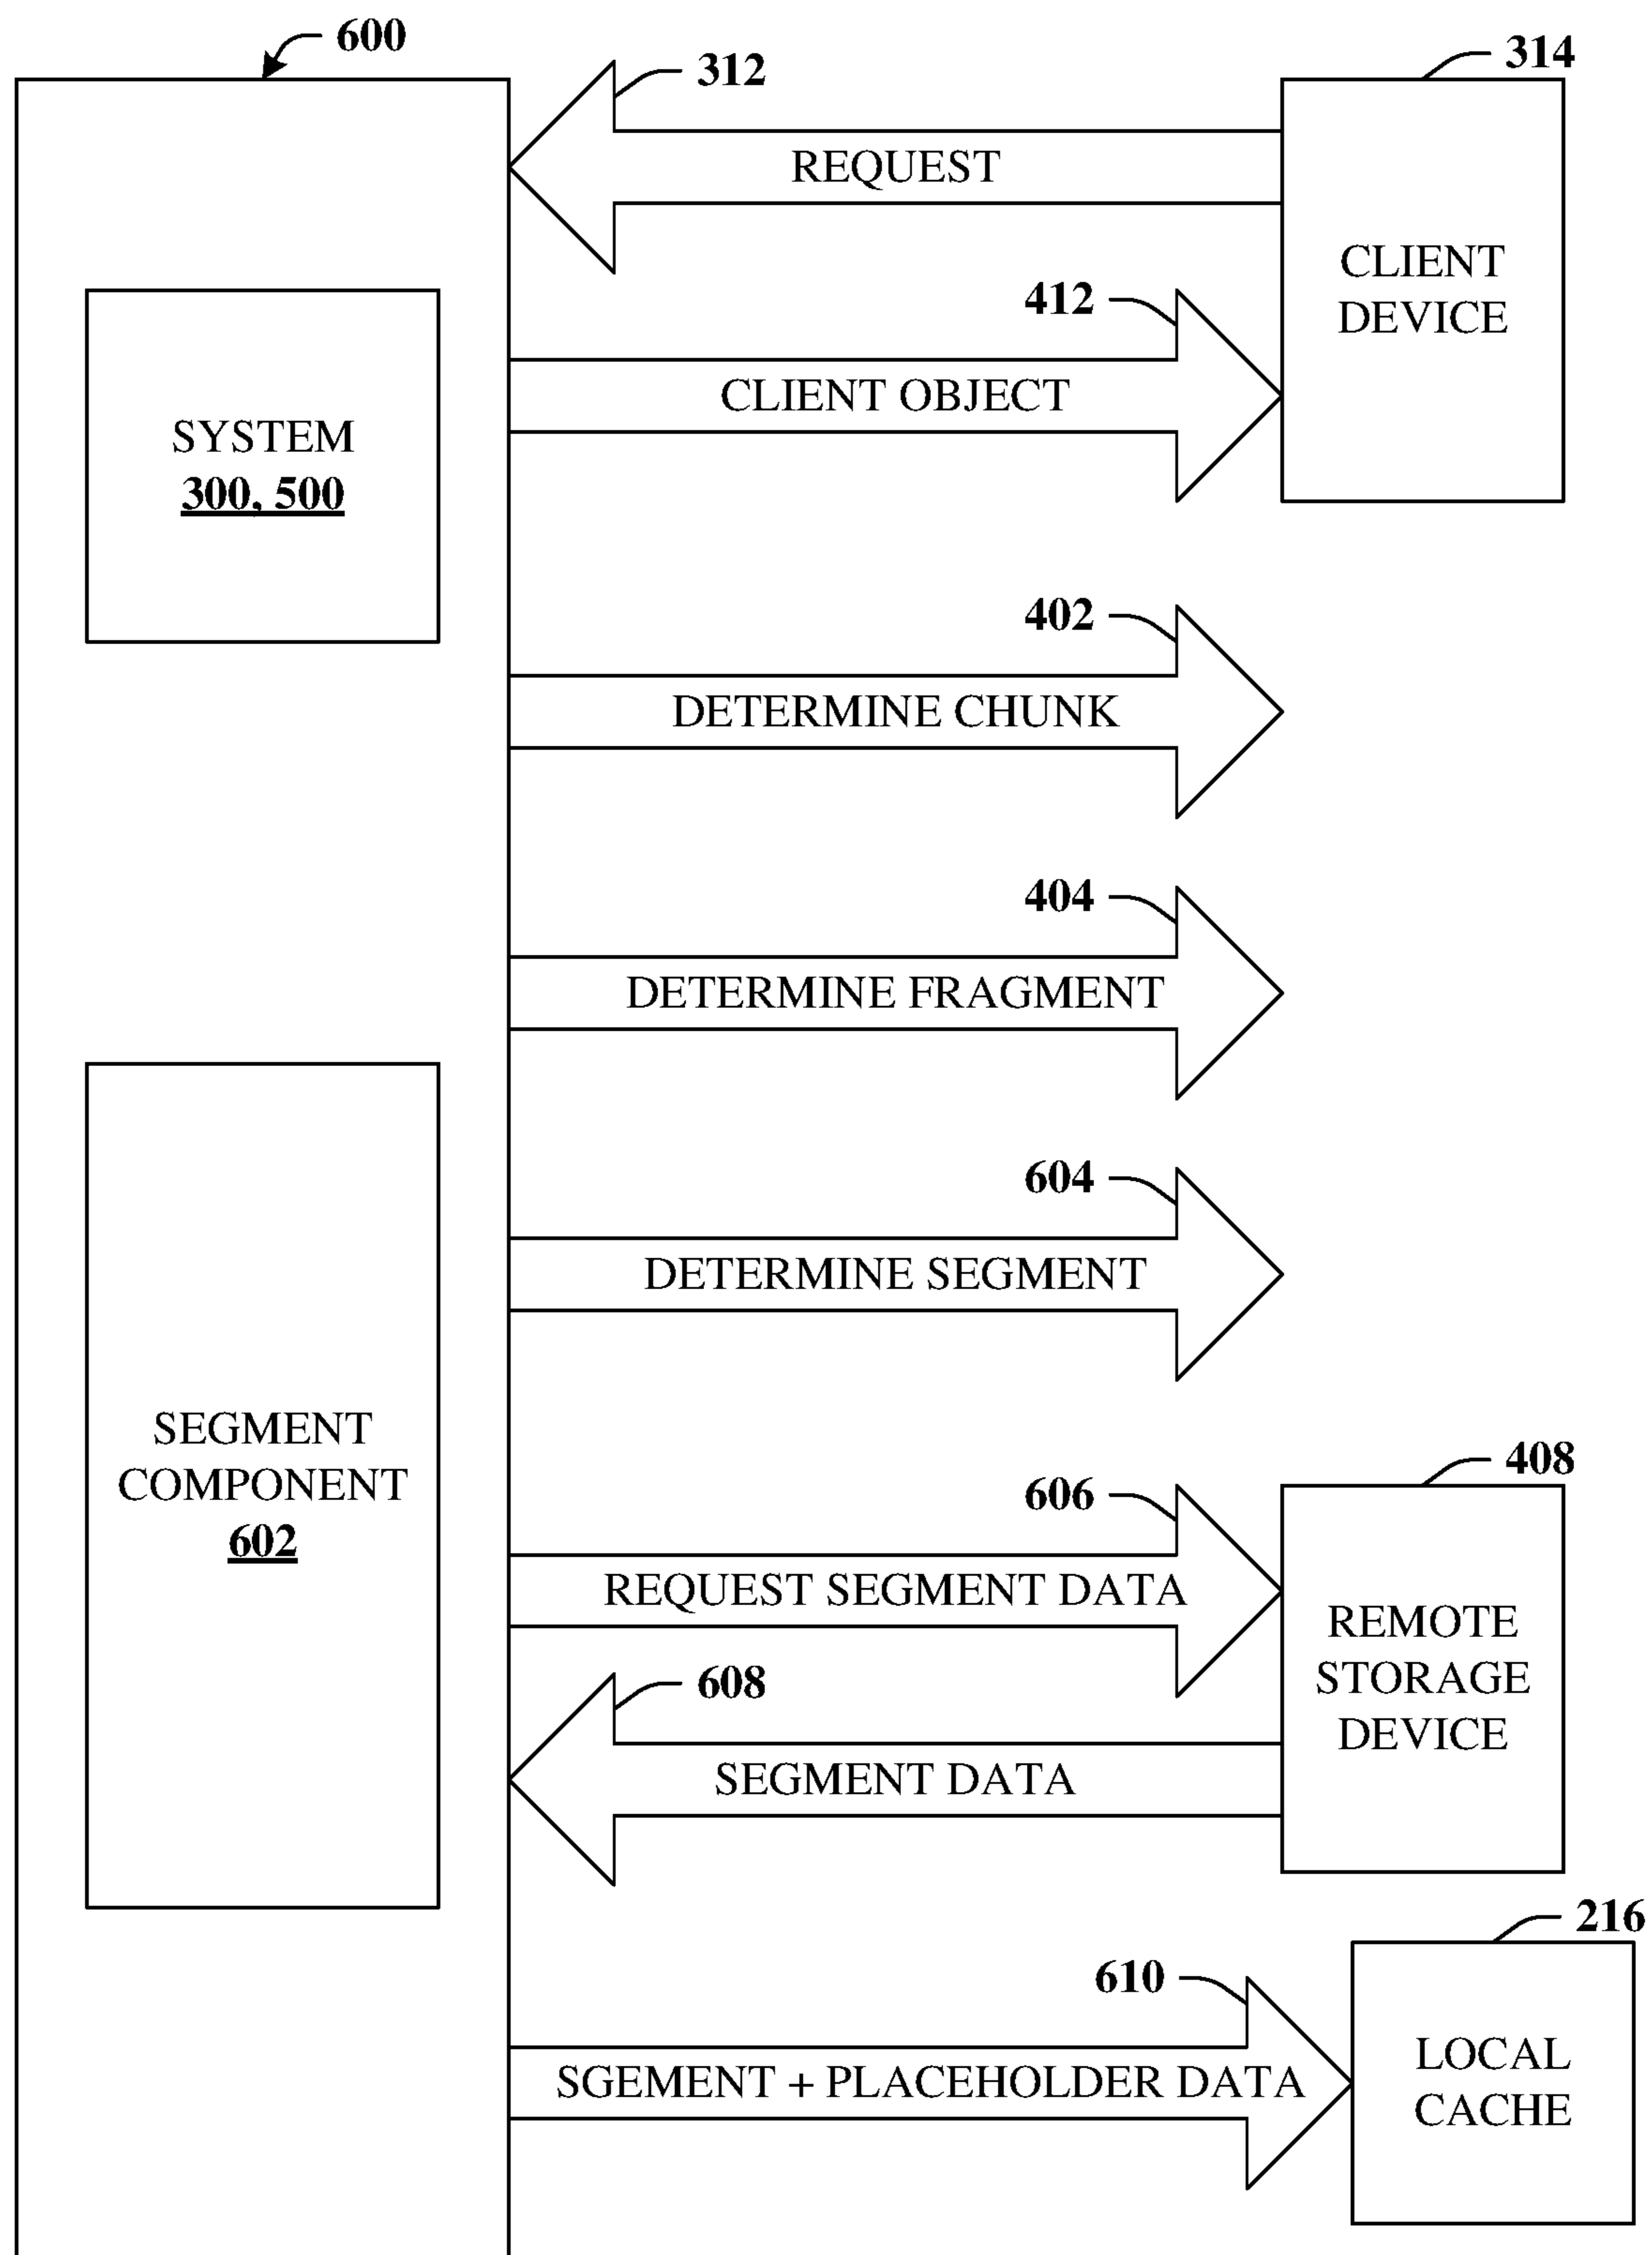 600
312
314
REQUEST
CLIENT
DEVICE
412
CLIENT OBJECT
SYSTEM
300, 500
402
DETERMINE CHUNK
404
DETERMINE FRAGMENT
604
DETERMINE SEGMENT
SEGMENT
COMPONENT
602
408
606
REQUEST SEGMENT DATA
REMOTE
STORAGE
DEVICE
608
SEGMENT DATA
216
610
SGEMENT + PLACEHOLDER DATA
LOCAL
CACHE